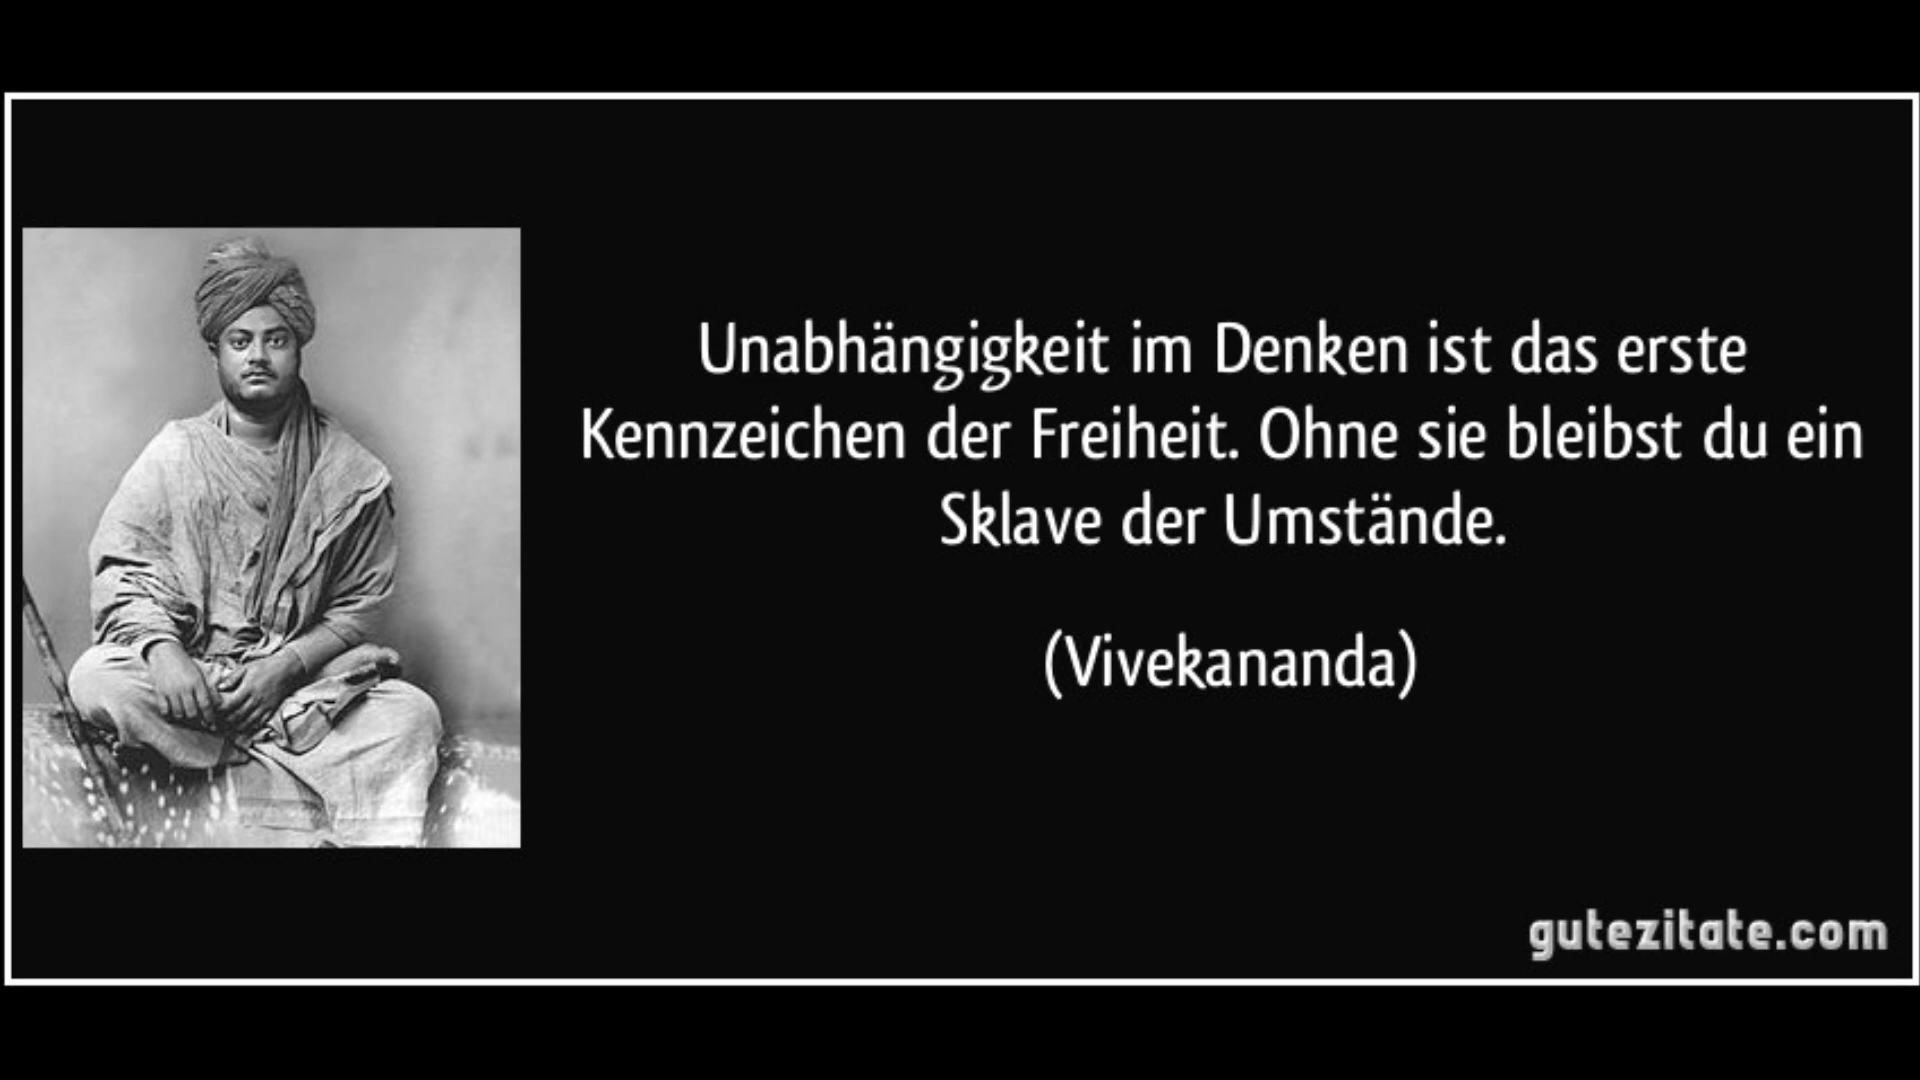 Unabhängigkeit im Denken ist das erste
Kennzeichen der Freiheit. Ohne sie bleibst du ein
Sklave der Umstände.
(Vivekananda)
gutezitate.com